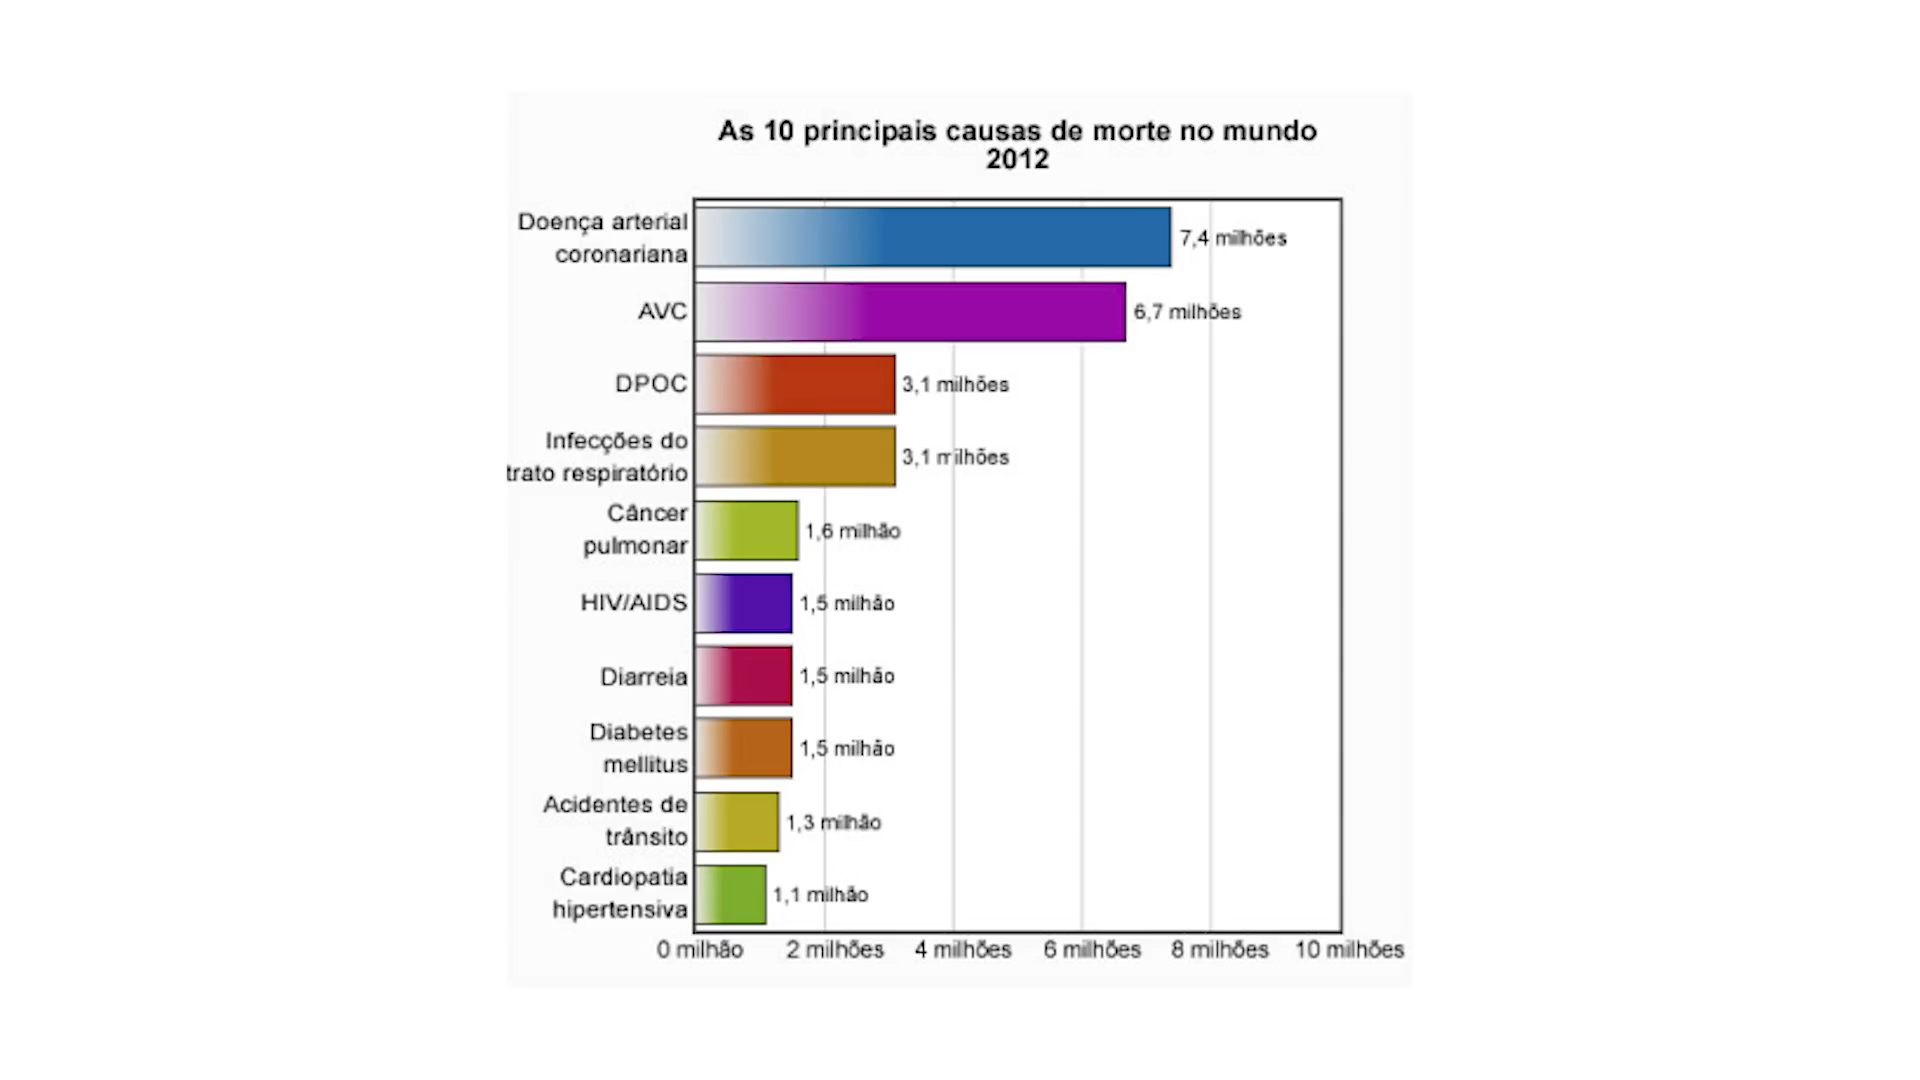 As 10 principais causas de morte no mundo
2012
Doença arterial
coronariana
7,4 milhões
AVC
6,7 milhões
DPOC
3,1 milhões
Infecções do
trato respiratório
3,1 milhões
Câncer
pulmonar
1,6 milhão
HIV/AIDS
1,5 milhão
Diarreia
1,5 milhão
Diabetes
mellitus
1,5 milhão
Acidentes de
trânsito
1,3 milhão
Cardiopatia
hipertensiva
1,1 milhão
0 milhão 2 milhões 4 milhões 6 milhões 8 milhões 10 milhões